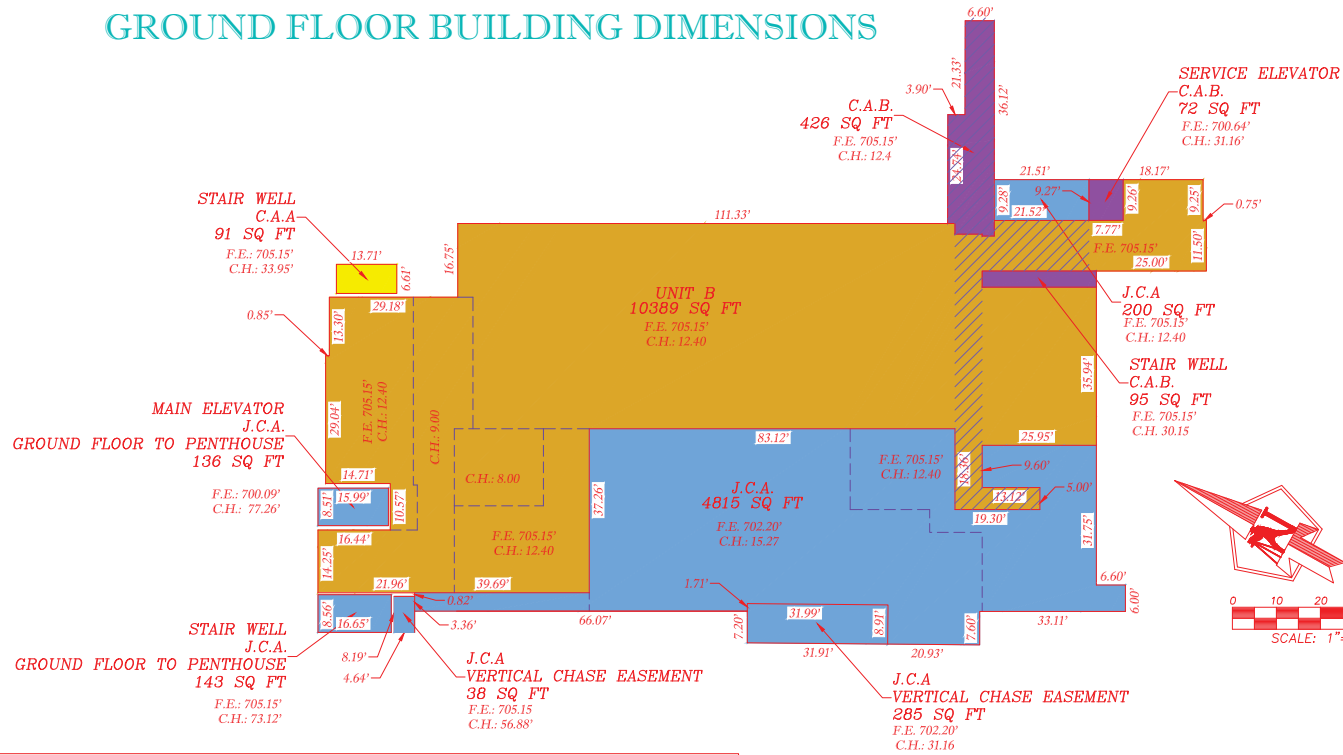 GROUND FLOOR BUILDING DIMENSIONS
6.60'
21.33'
36.12'
3.90'
C.A.B.
426 SQ FT
F.E. 705.15'
C.H.: 12.4
24.74'
SERVICE ELEVATOR
C.A.B.
72 SQ FT
F.E.: 700.64'
C.H.: 31.16'
21.51'
18.17'
9.28'
9.27'
9.26'
9.25'
0.75'
21.52'
7.77'
F.E. 705.15'
11.50'
25.00'
STAIR WELL
C.A.A
91 SQ FT
F.E.: 705.15'
C.H.: 33.95'
13.71'
6.61'
16.75'
111.33'
29.18'
0.85'
13.30'
UNIT B
10389 SQ FT
F.E. 705.15'
C.H.: 12.40
J.C.A
200 SQ FT
F.E. 705.15'
C.H.: 12.40
STAIR WELL
C.A.B.
95 SQ FT
F.E. 705.15'
C.H. 30.15
35.94'
F.E. 705.15'
C.H.: 12.40
C.H.: 9.00
29.04'
MAIN ELEVATOR
J.C.A.
GROUND FLOOR TO PENTHOUSE
136 SQ FT
F.E.: 700.09'
C.H.: 77.26'
14.71'
8.51'
15.99'
10.57'
16.44'
14.25'
C.H.: 8.00
F.E. 705.15'
C.H.: 12.40
37.26'
83.12'
J.C.A.
4815 SQ FT
F.E. 702.20'
C.H.: 15.27
F.E. 705.15'
C.H.: 12.40
18.36'
25.95'
9.60'
13.12'
5.00'
19.30'
31.75'
6.60'
6.00'
21.96'
39.69'
0.82'
3.36'
8.56'
16.65'
8.19'
4.64'
66.07'
1.71'
7.20'
31.99'
8.91'
7.60'
31.91'
20.93'
33.11'
STAIR WELL
J.C.A.
GROUND FLOOR TO PENTHOUSE
143 SQ FT
F.E.: 705.15'
C.H.: 73.12'
J.C.A
VERTICAL CHASE EASEMENT
38 SQ FT
F.E.: 705.15
C.H.: 56.88'
J.C.A
VERTICAL CHASE EASEMENT
285 SQ FT
F.E. 702.20'
C.H.: 31.16
0 10 20
SCALE: 1"=